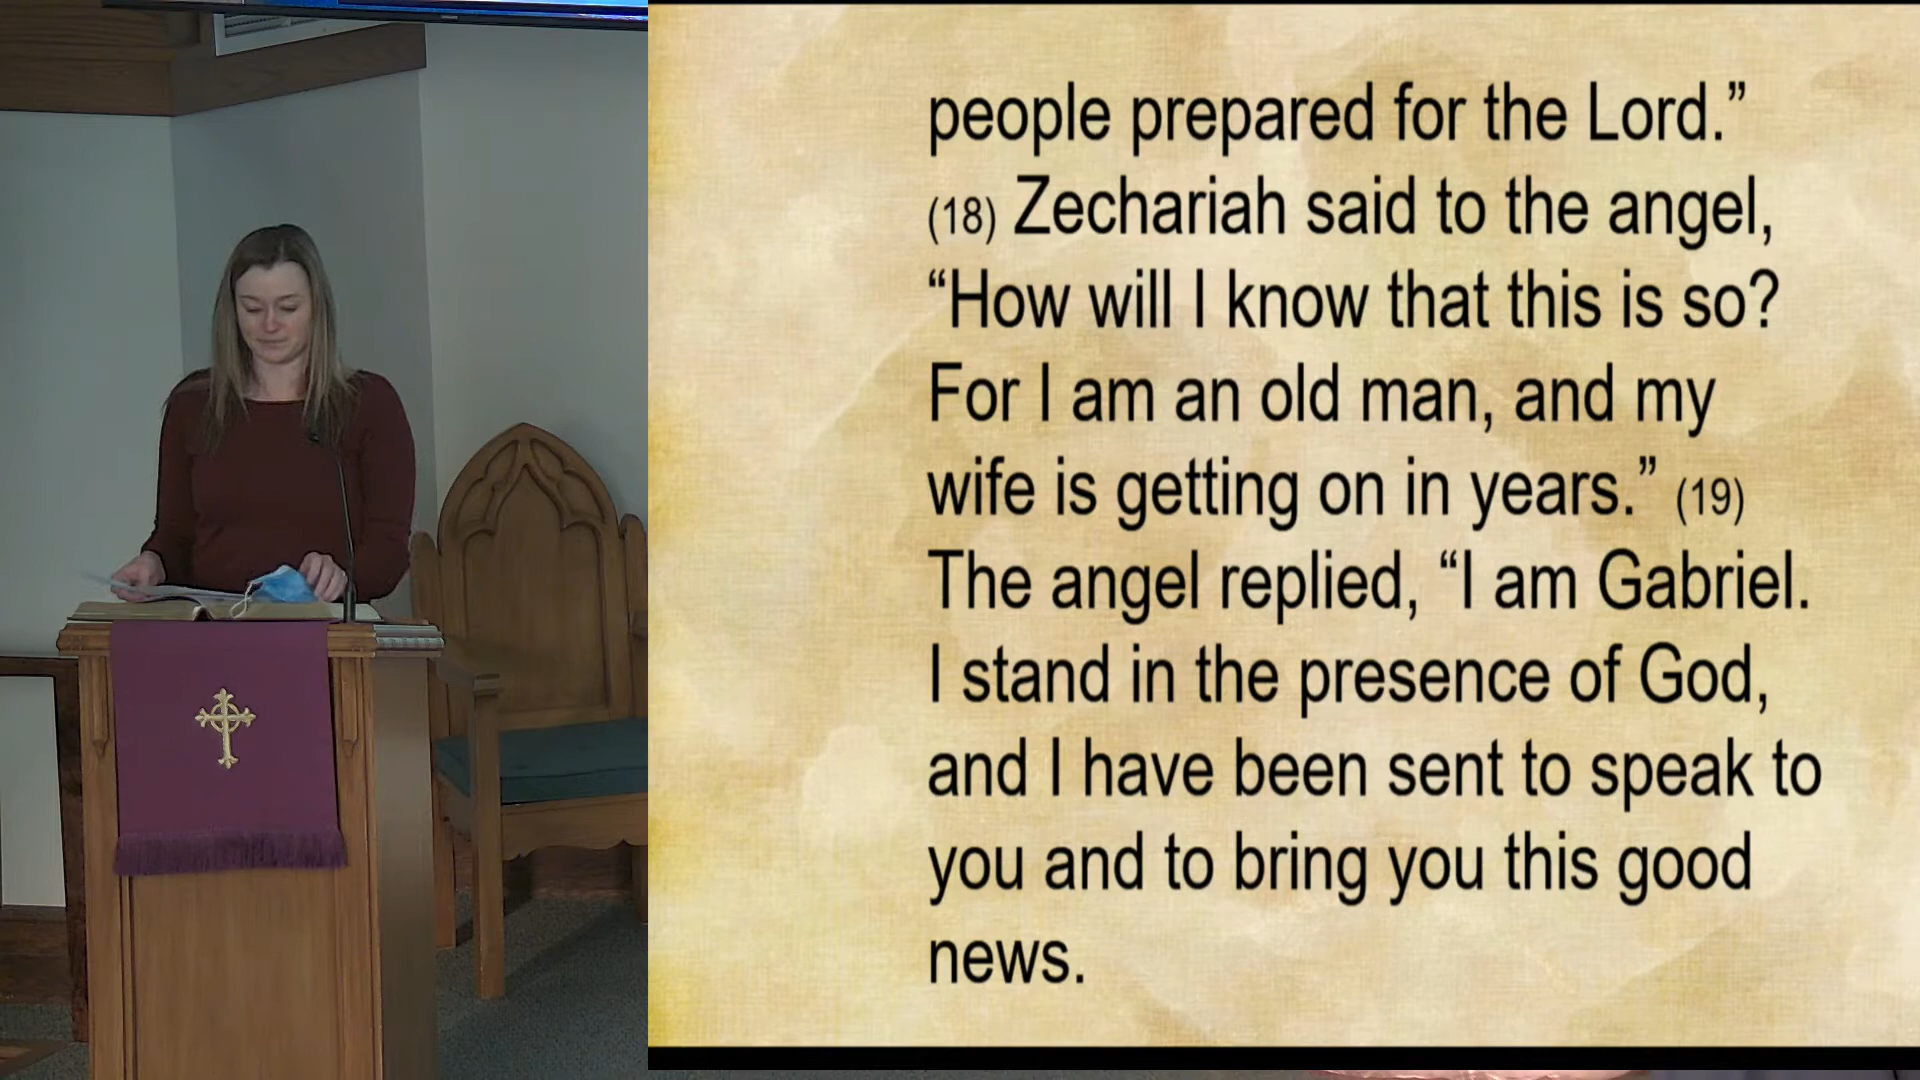 people prepared for the Lord.”
(18) Zechariah said to the angel,
“How will I know that this is so?
For I am an old man, and my
wife is getting on in years.” (19)
The angel replied, “I am Gabriel.
I stand in the presence of God,
and I have been sent to speak to
you and to bring you this good
news.